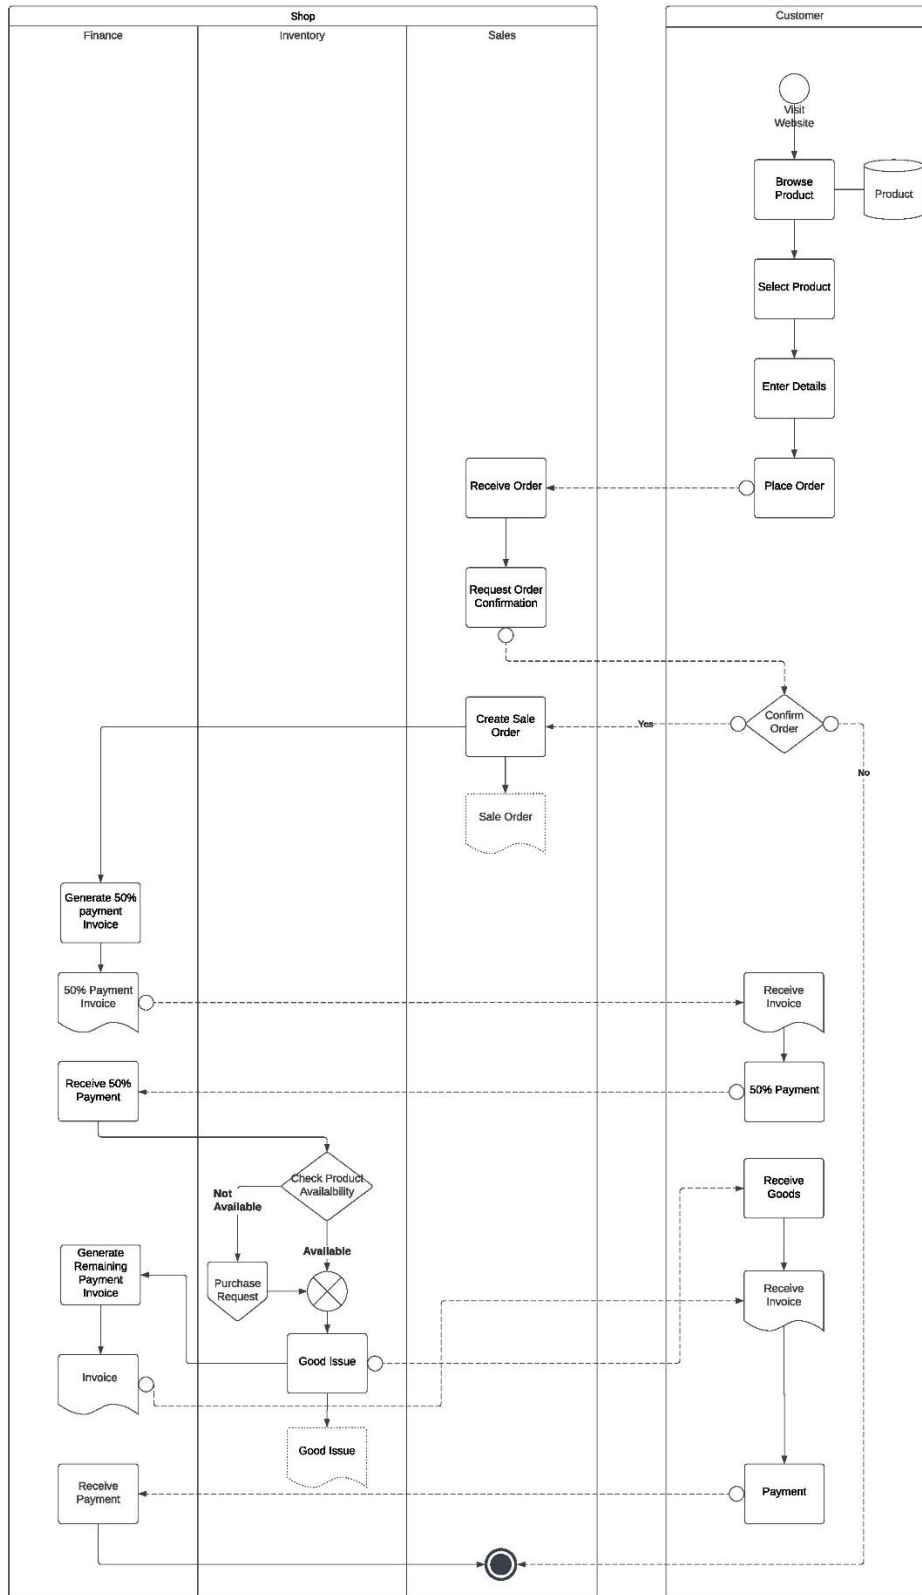 Shop
Customer
Finance
Inventory
Sales
Visit
Website
Browse
Product
Product
Select Product
Enter Details
Receive Order
Place Order
Request Order
Confirmation
Create Sale
Order
Yes
Confirm
Order
No
Sale Order
Generate 50%
payment
Invoice
50% Payment
Invoice
Receive
Invoice
Receive 50%
Payment
50% Payment
Check Product
Availability
Not
Available
Receive
Goods
Available
Generate
Remaining
Payment
Invoice
Purchase
Request
Receive
Invoice
Good Issue
Invoice
Good Issue
Receive
Payment
Payment